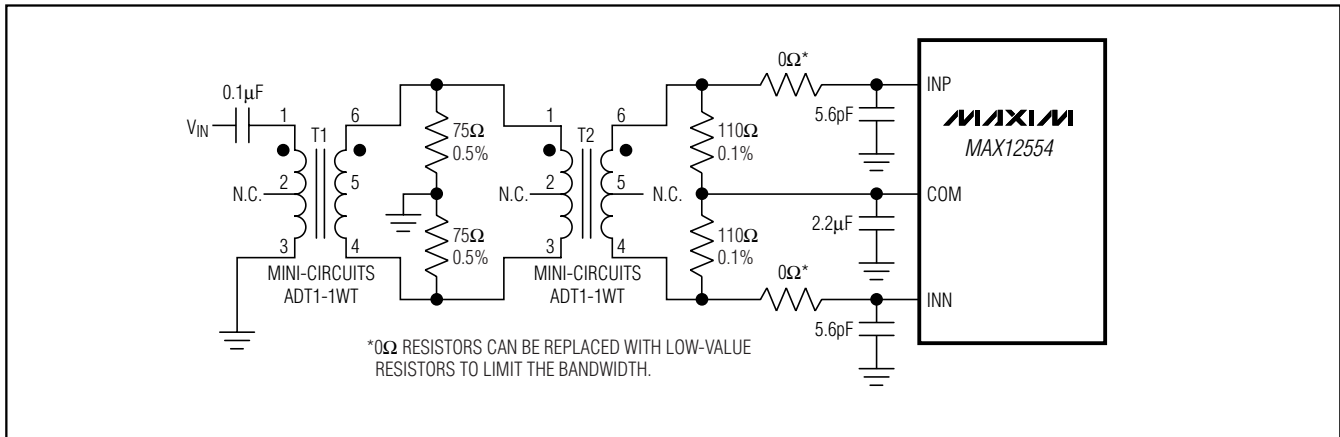 0.1µF
V_IN
1
6
T1
2
5
N.C.
3
4
MINI-CIRCUITS
ADT1-1WT
75Ω
0.5%
75Ω
0.5%
1
6
T2
2
5
N.C.
N.C.
3
4
MINI-CIRCUITS
ADT1-1WT
110Ω
0.1%
110Ω
0.1%
0Ω*
5.6pF
2.2µF
0Ω*
5.6pF
INP
MAXIM
MAX12554
COM
INN
*0Ω RESISTORS CAN BE REPLACED WITH LOW-VALUE
RESISTORS TO LIMIT THE BANDWIDTH.